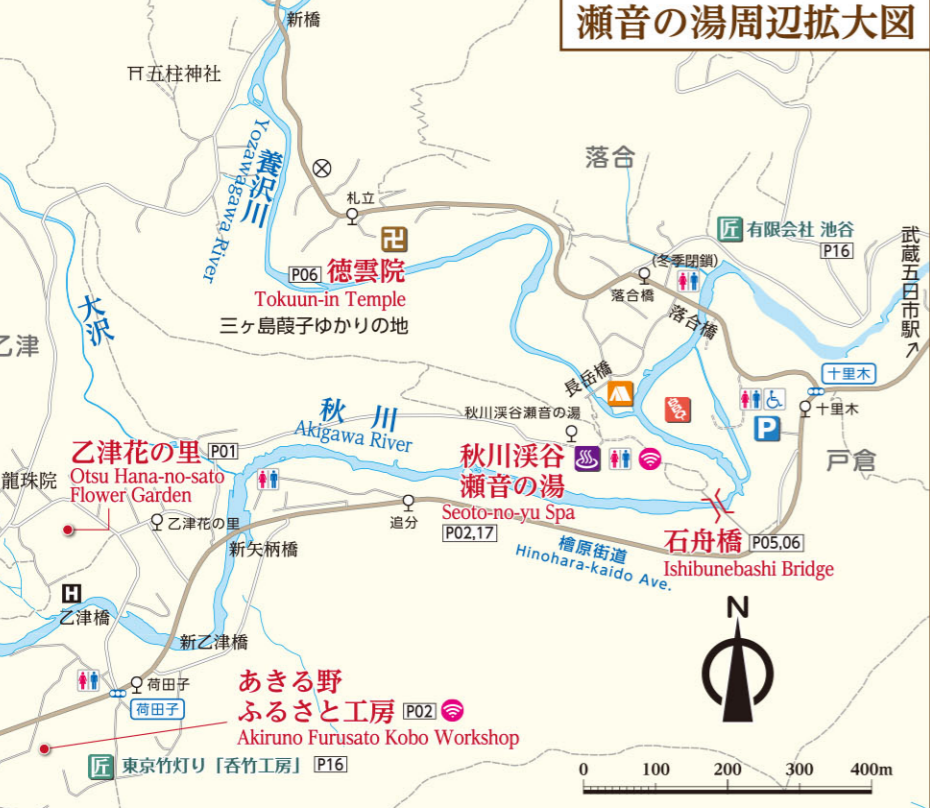 瀬音の湯周辺拡大図
新橋
五柱神社
養沢川
Yozawagawa River
札立
落合
匠 有限会社 池谷
P16
武蔵五日市駅
(冬季閉鎖)
落合橋
落合橋
P06 徳雲院
Tokuun-in Temple
三ヶ島葭子ゆかりの地
大沢
乙津
長岳橋
十里木
十里木
P
戸倉
秋川
Akigawa River
秋川渓谷瀬音の湯
乙津花の里 P01
Otsu Hana-no-sato
Flower Garden
龍珠院
乙津花の里
秋川渓谷
瀬音の湯
Seoto-no-yu Spa
P02,17
追分
新矢柄橋
檜原街道
Hinohara-kaido Ave.
石舟橋 P05,06
Ishibunebashi Bridge
H
乙津橋
新乙津橋
N
荷田子
荷田子
あきる野
ふるさと工房 P02
Akiruno Furusato Kobo Workshop
匠 東京竹灯り「呑竹工房」 P16
0 100 200 300 400m